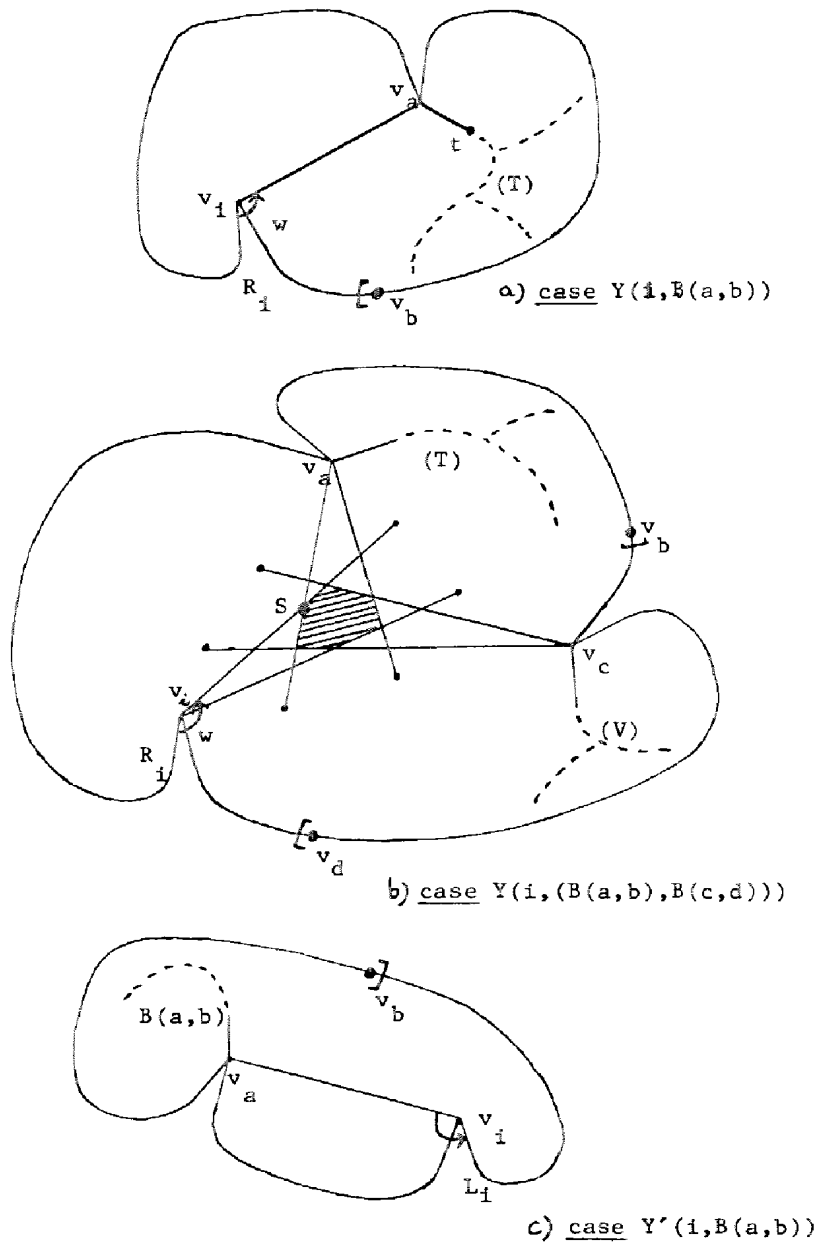 v_a
t
(T)
v_i
w
R_i
v_b
a) case Y(i,B(a,b))
v_a
(T)
v_b
S
v_c
v_i
w
R_i
(V)
v_d
b) case Y(i,(B(a,b),B(c,d)))
v_b
B(a,b)
v_a
v_i
L_i
c) case Y′(i,B(a,b))